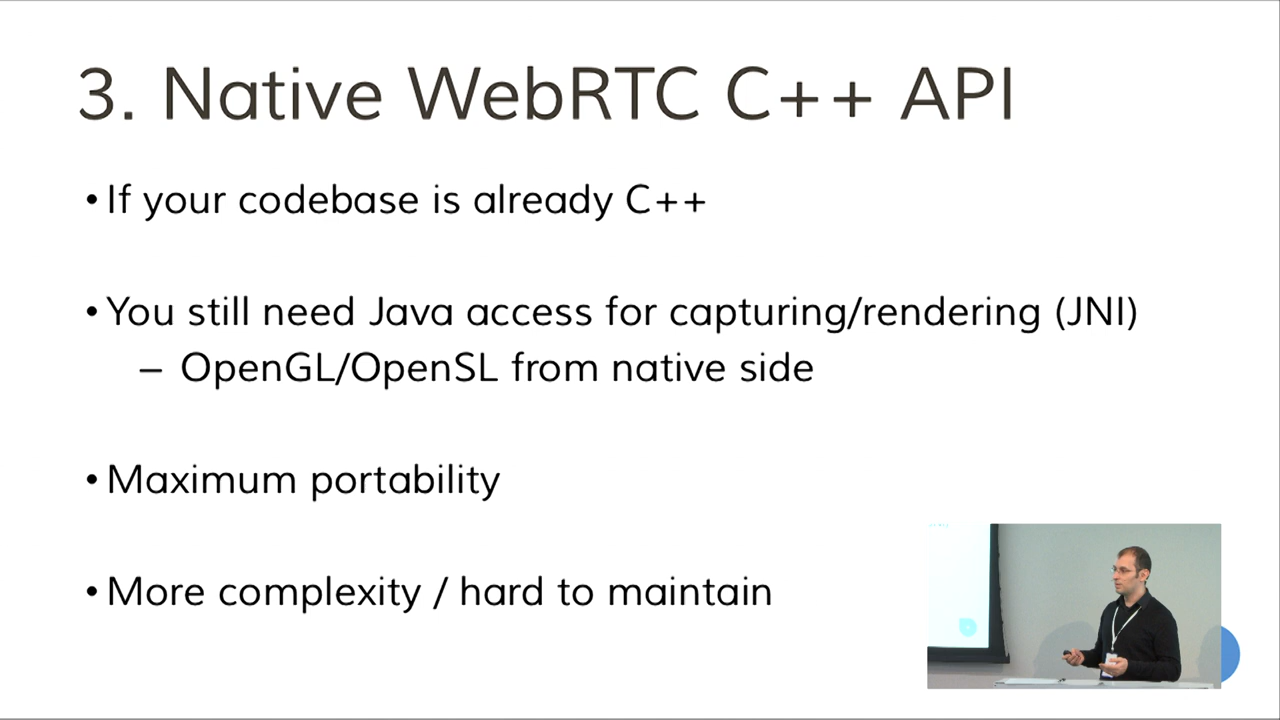 3. Native WebRTC C++ API
•If your codebase is already C++
•You still need Java access for capturing/rendering (JNI)
– OpenGL/OpenSL from native side
•Maximum portability
•More complexity / hard to maintain